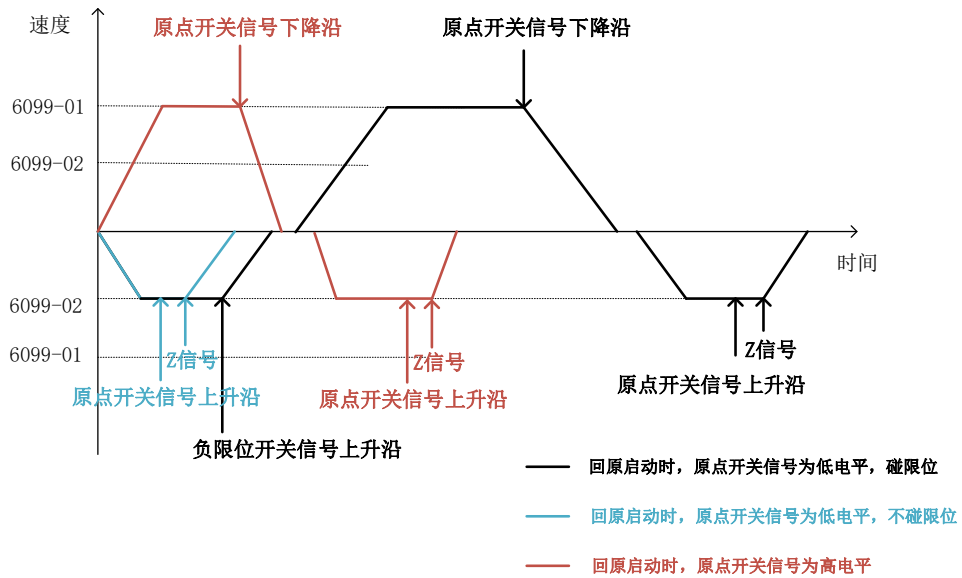 速度
原点开关信号下降沿
原点开关信号下降沿
6099-01
6099-02
时间
6099-02
6099-01
Z信号
Z信号
Z信号
原点开关信号上升沿
原点开关信号上升沿
原点开关信号上升沿
负限位开关信号上升沿
回原启动时，原点开关信号为低电平，碰限位
回原启动时，原点开关信号为低电平，不碰限位
回原启动时，原点开关信号为高电平